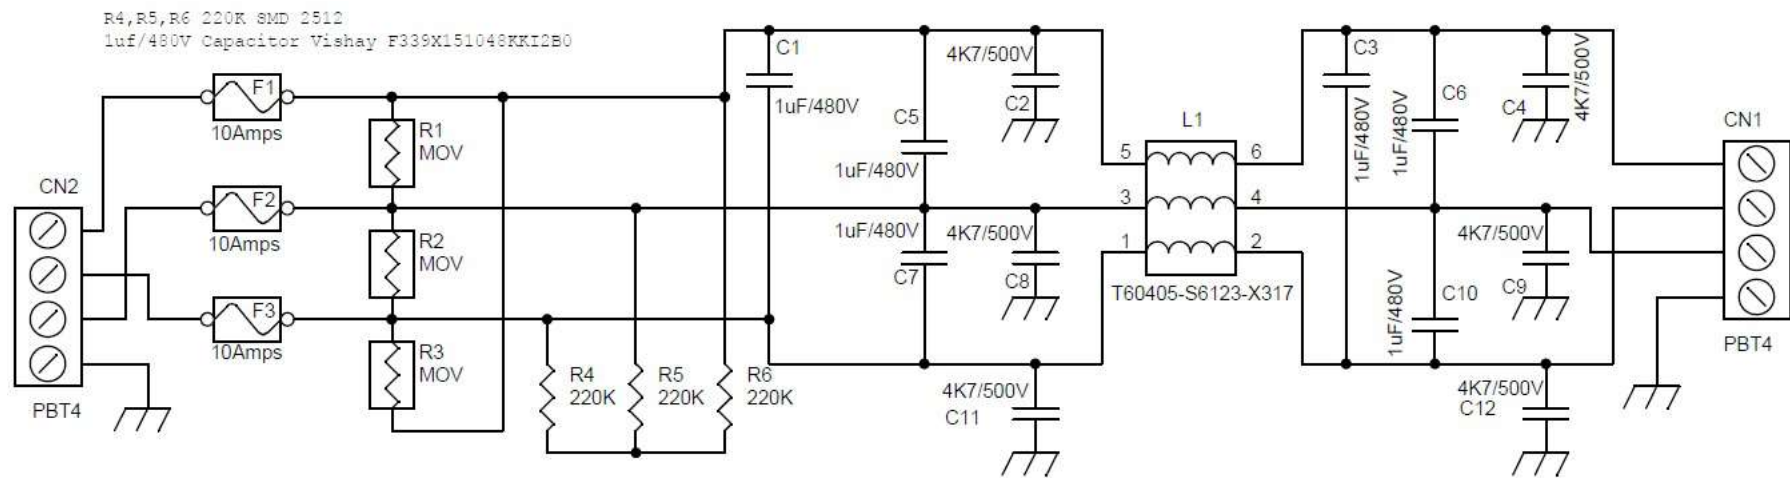 R4,R5,R6 220K SMD 2512
1uf/480V Capacitor Vishay F339X151048KKI2B0
C1
1uF/480V
4K7/500V
C2
C5
1uF/480V
C3
1uF/480V
C6
1uF/480V
C4
4K7/500V
F1
10Amps
R1
MOV
L1
5
6
3
4
1
2
T60405-S6123-X317
CN1
PBT4
CN2
PBT4
F2
10Amps
R2
MOV
1uF/480V
C7
4K7/500V
C8
4K7/500V
C9
C10
1uF/480V
F3
10Amps
R3
MOV
R4
220K
R5
220K
R6
220K
4K7/500V
C11
4K7/500V
C12